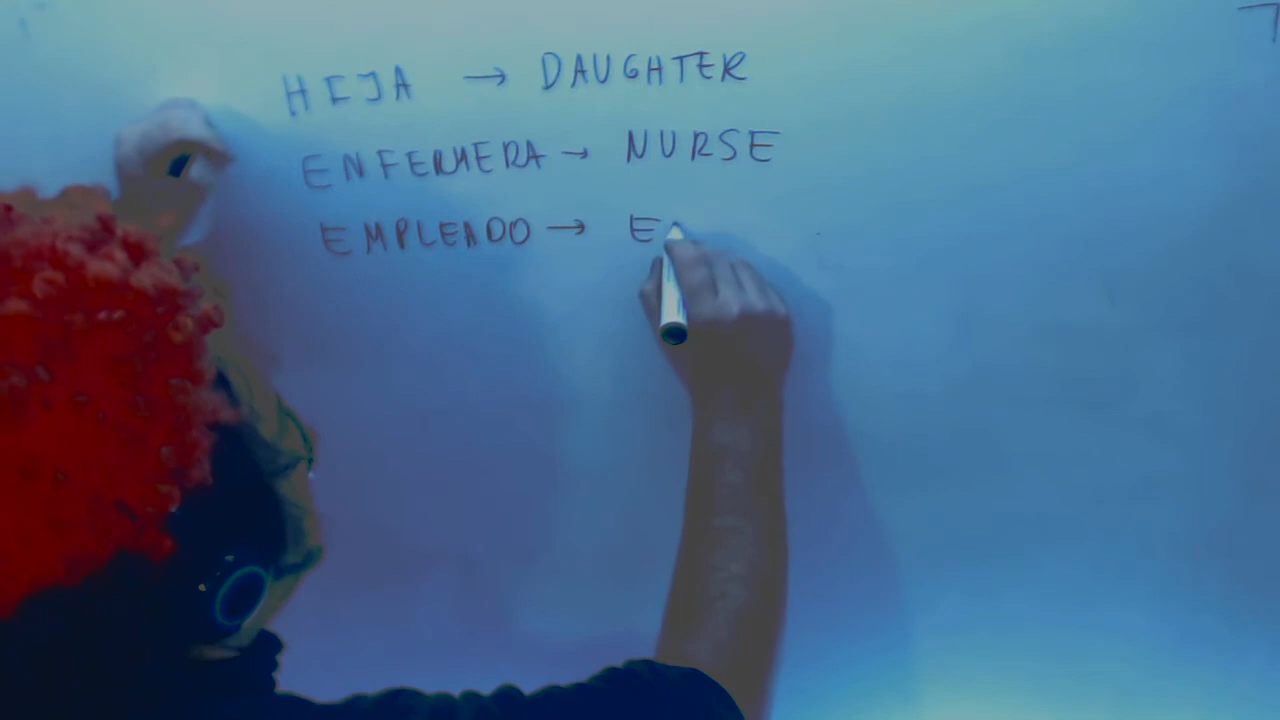 HIJA → DAUGHTER
ENFERMERA → NURSE
EMPLEADO → E